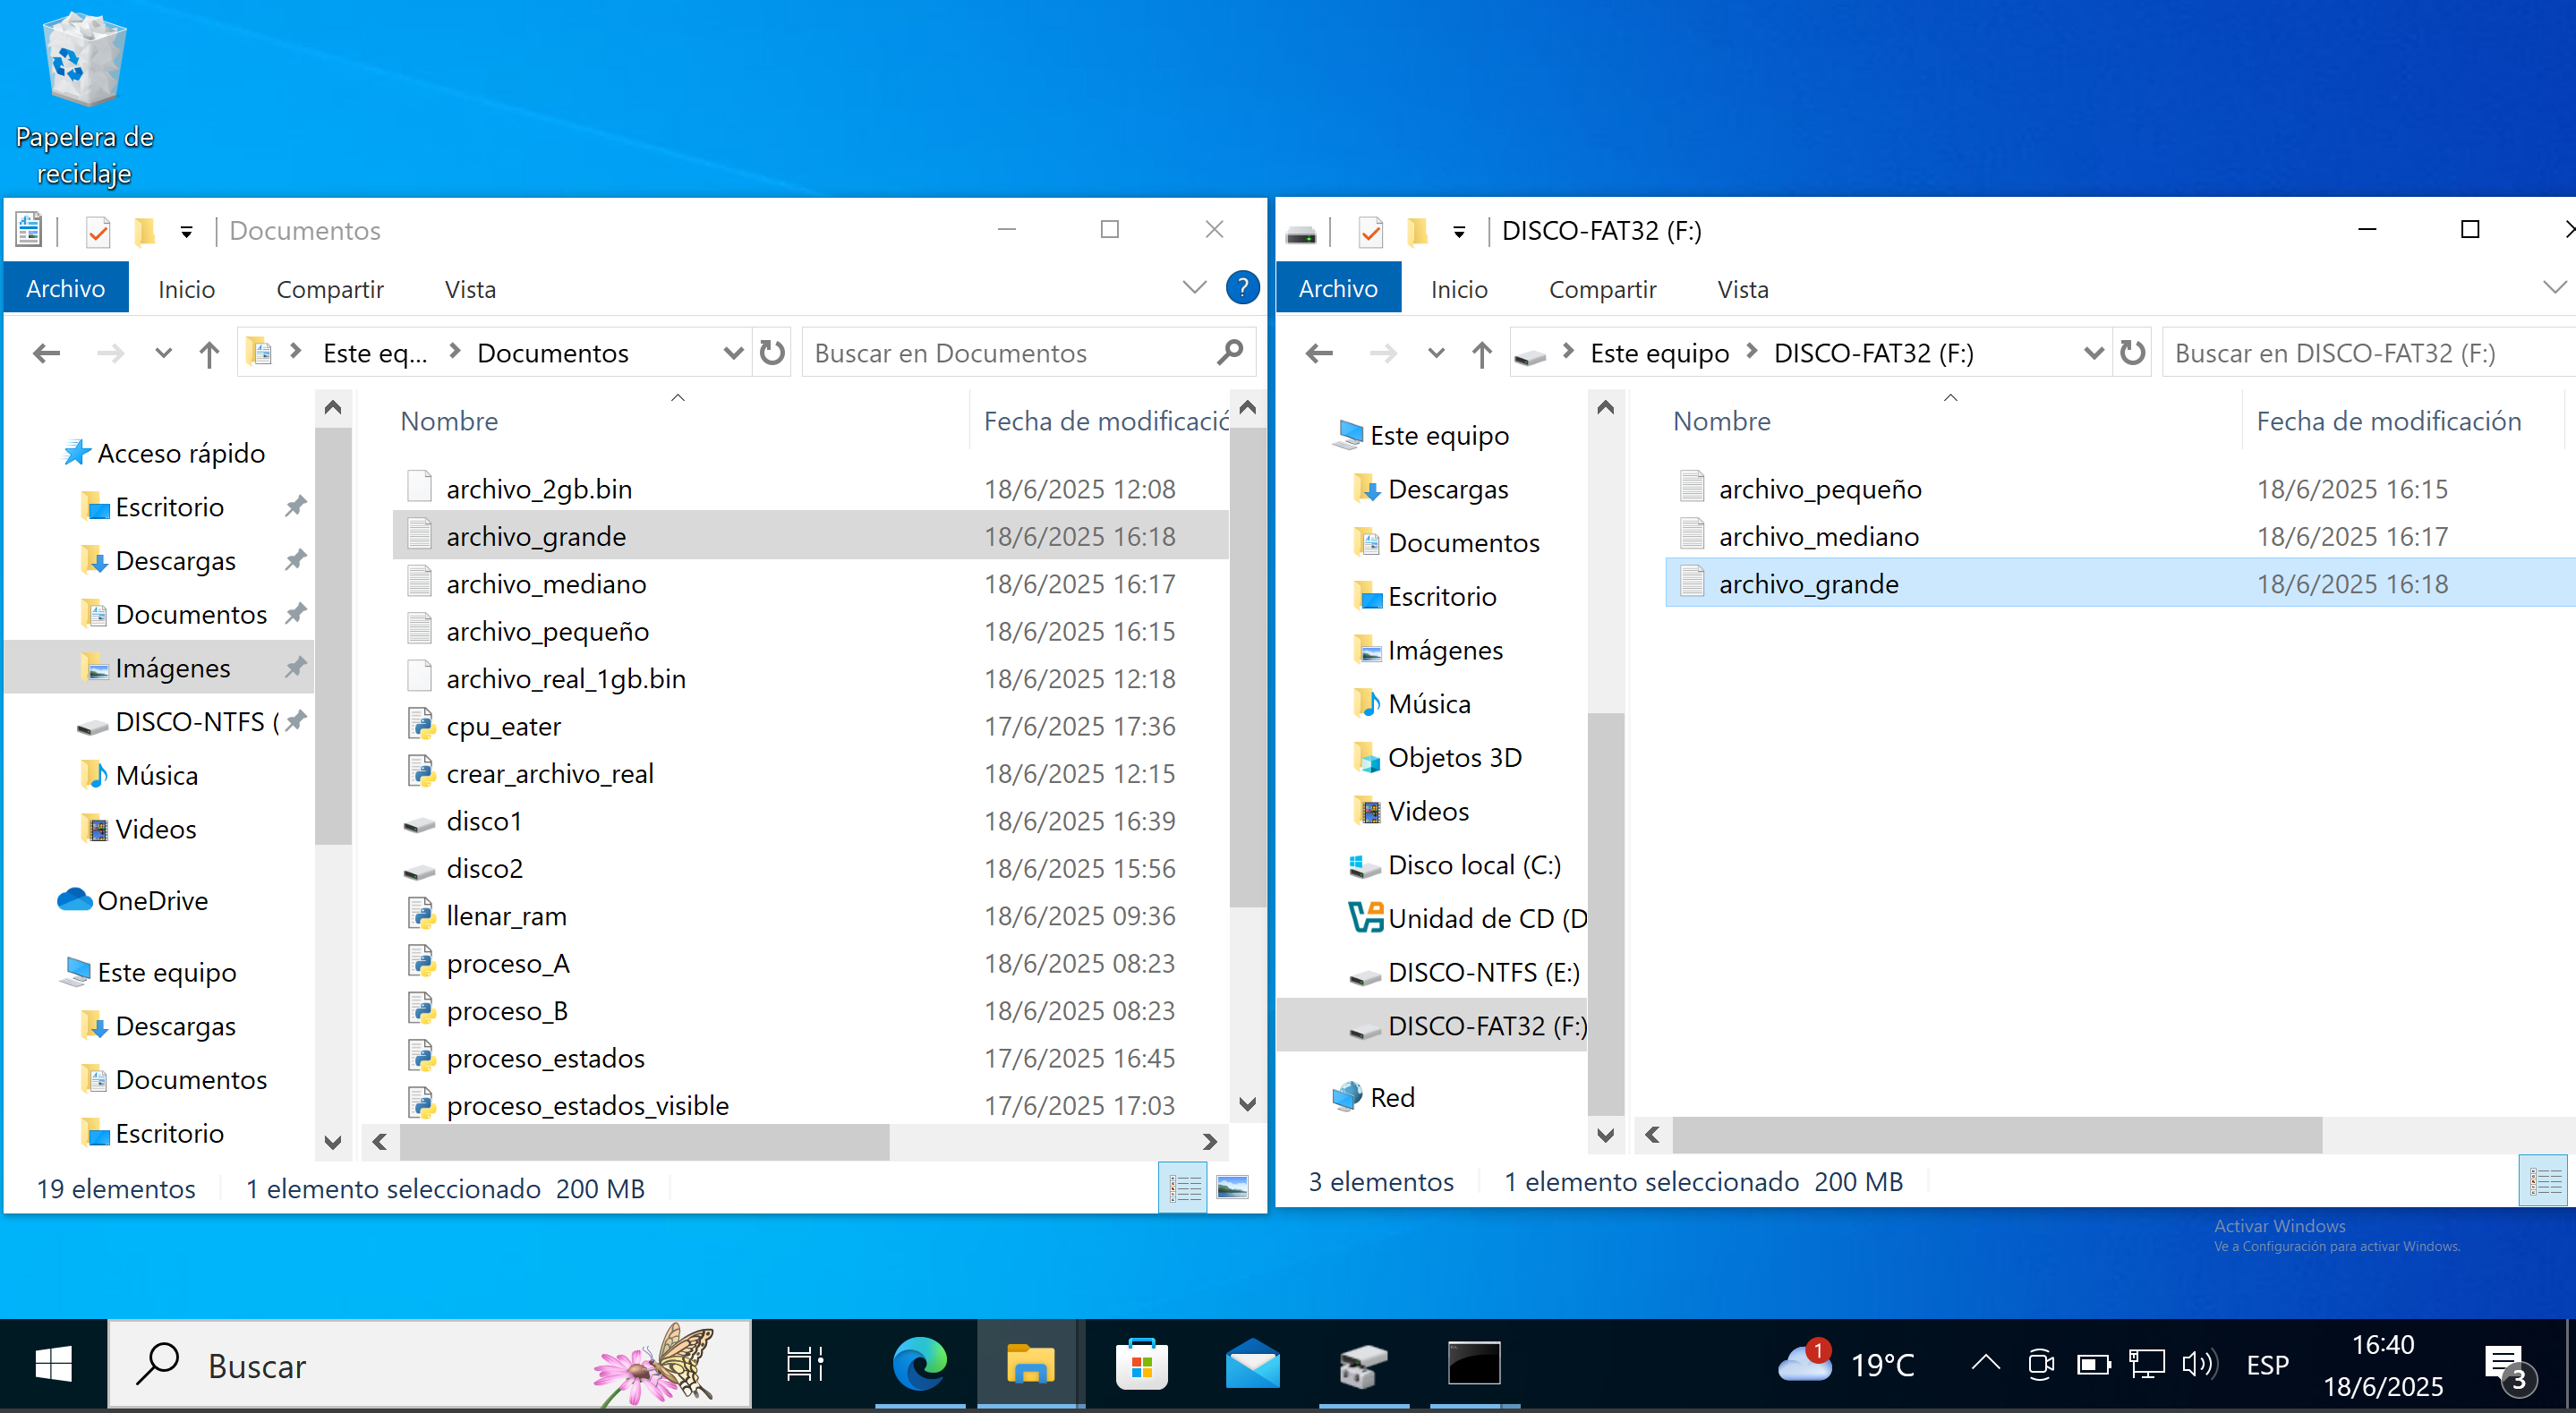 Papelera de
reciclaje
Documentos
Archivo Inicio Compartir Vista
Este eq... Documentos Buscar en Documentos
Nombre Fecha de modificació
Acceso rápido
Escritorio
Descargas
Documentos
Imágenes
DISCO-NTFS (
Música
Videos
OneDrive
Este equipo
Descargas
Documentos
Escritorio
archivo_2gb.bin 18/6/2025 12:08
archivo_grande 18/6/2025 16:18
archivo_mediano 18/6/2025 16:17
archivo_pequeño 18/6/2025 16:15
archivo_real_1gb.bin 18/6/2025 12:18
cpu_eater 17/6/2025 17:36
crear_archivo_real 18/6/2025 12:15
disco1 18/6/2025 16:39
disco2 18/6/2025 15:56
llenar_ram 18/6/2025 09:36
proceso_A 18/6/2025 08:23
proceso_B 18/6/2025 08:23
proceso_estados 17/6/2025 16:45
proceso_estados_visible 17/6/2025 17:03
19 elementos 1 elemento seleccionado 200 MB
DISCO-FAT32 (F:)
Archivo Inicio Compartir Vista
Este equipo DISCO-FAT32 (F:) Buscar en DISCO-FAT32 (F:)
Nombre Fecha de modificación
Este equipo
Descargas
Documentos
Escritorio
Imágenes
Música
Objetos 3D
Videos
Disco local (C:)
Unidad de CD (D
DISCO-NTFS (E:)
DISCO-FAT32 (F:)
Red
archivo_pequeño 18/6/2025 16:15
archivo_mediano 18/6/2025 16:17
archivo_grande 18/6/2025 16:18
3 elementos 1 elemento seleccionado 200 MB
Activar Windows
Ve a Configuración para activar Windows.
Buscar
1
19°C
ESP
16:40
18/6/2025
3